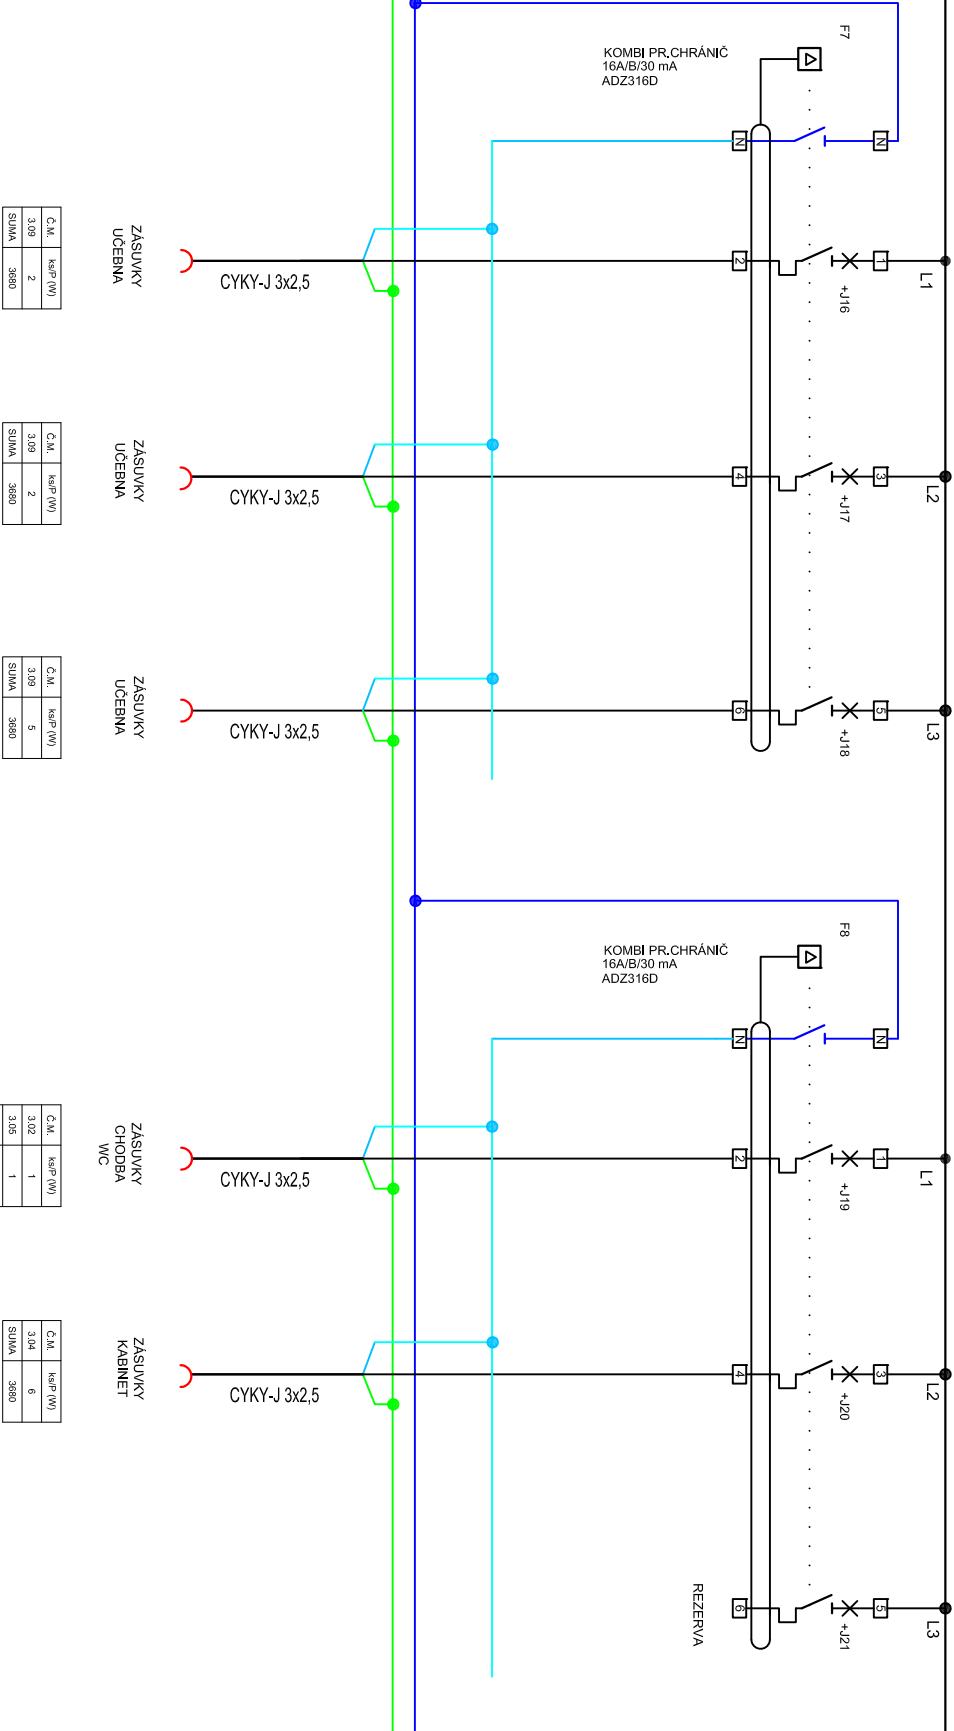 F7
KOMBI PR.CHRÁNIČ
16A/B/30 mA
ADZ316D
N
N
1
2
L1
+J16
CYKY-J 3x2,5
ZÁSUVKY
UČEBNA
Č.M. ks/P (W)
3.09 2
SUMA 3680
3
4
L2
+J17
CYKY-J 3x2,5
ZÁSUVKY
UČEBNA
Č.M. ks/P (W)
3.09 2
SUMA 3680
5
6
L3
+J18
CYKY-J 3x2,5
ZÁSUVKY
UČEBNA
Č.M. ks/P (W)
3.09 5
SUMA 3680
F8
KOMBI PR.CHRÁNIČ
16A/B/30 mA
ADZ316D
N
N
1
2
L1
+J19
CYKY-J 3x2,5
ZÁSUVKY
CHODBA
WC
Č.M. ks/P (W)
3.02 1
3.05 1
3
4
L2
+J20
CYKY-J 3x2,5
ZÁSUVKY
KABINET
Č.M. ks/P (W)
3.04 6
SUMA 3680
5
6
L3
+J21
REZERVA